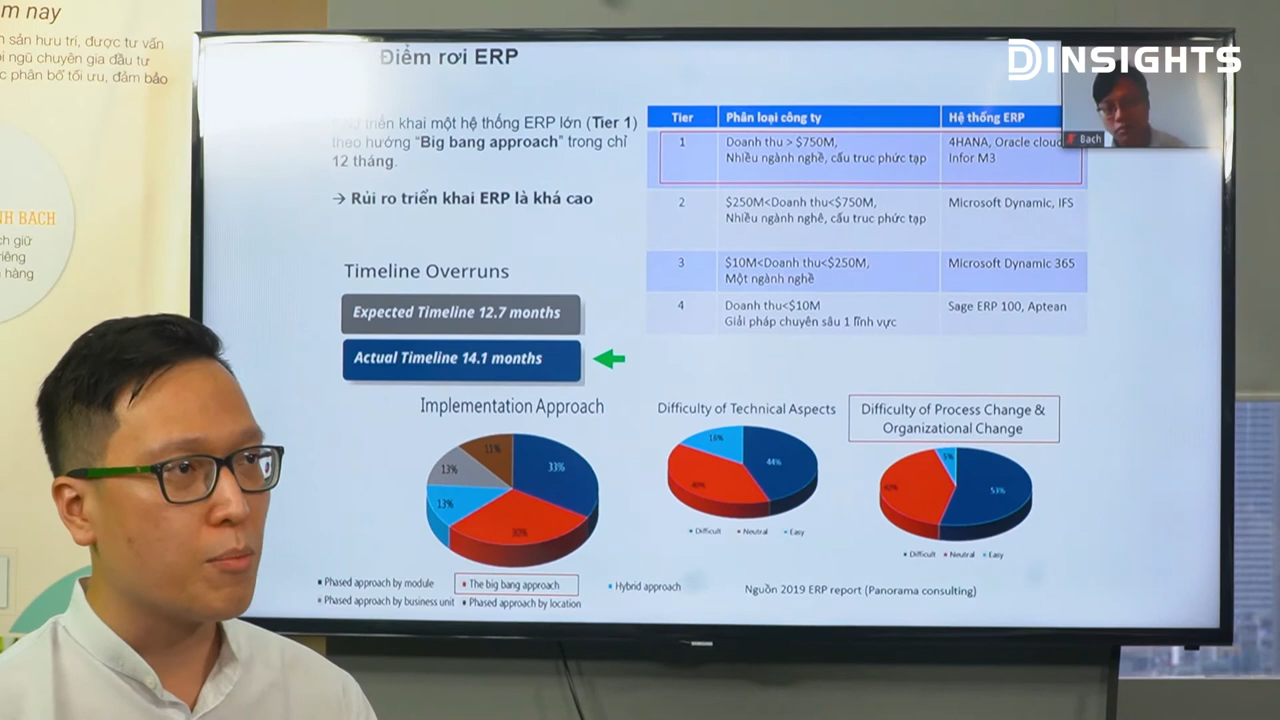 m nay
sản hưu trí, được tư vấn
ngũ chuyên gia đầu tư
phân bổ tối ưu, đảm bảo
NH BẠCH
ch giữ
riêng
hàng
DINSIGHTS
Điểm rơi ERP
triển khai một hệ thống ERP lớn (Tier 1)
theo hướng “Big bang approach” trong chỉ
12 tháng.
→ Rủi ro triển khai ERP là khá cao
Tier Phân loại công ty Hệ thống ERP
1 Doanh thu > $750M, 4HANA, Oracle cloud
Nhiều ngành nghề, cấu truc phức tạp Infor M3
2 $250M<Doanh thu<$750M, Microsoft Dynamic, IFS
Nhiều ngành nghê, cấu truc phức tạp
3 $10M<Doanh thu<$250M, Microsoft Dynamic 365
Một ngành nghề
4 Doanh thu<$10M Sage ERP 100, Aptean
Giải pháp chuyên sâu 1 lĩnh vực
Bach
Timeline Overruns
Expected Timeline 12.7 months
Actual Timeline 14.1 months
Implementation Approach
11%
33%
13%
13%
30%
Phased approach by module The big bang approach Hybrid approach
Phased approach by business unit Phased approach by location
Difficulty of Technical Aspects
16%
44%
40%
Difficult Neutral Easy
Difficulty of Process Change &
Organizational Change
5%
42%
53%
Difficult Neutral Easy
Nguồn 2019 ERP report (Panorama consulting)